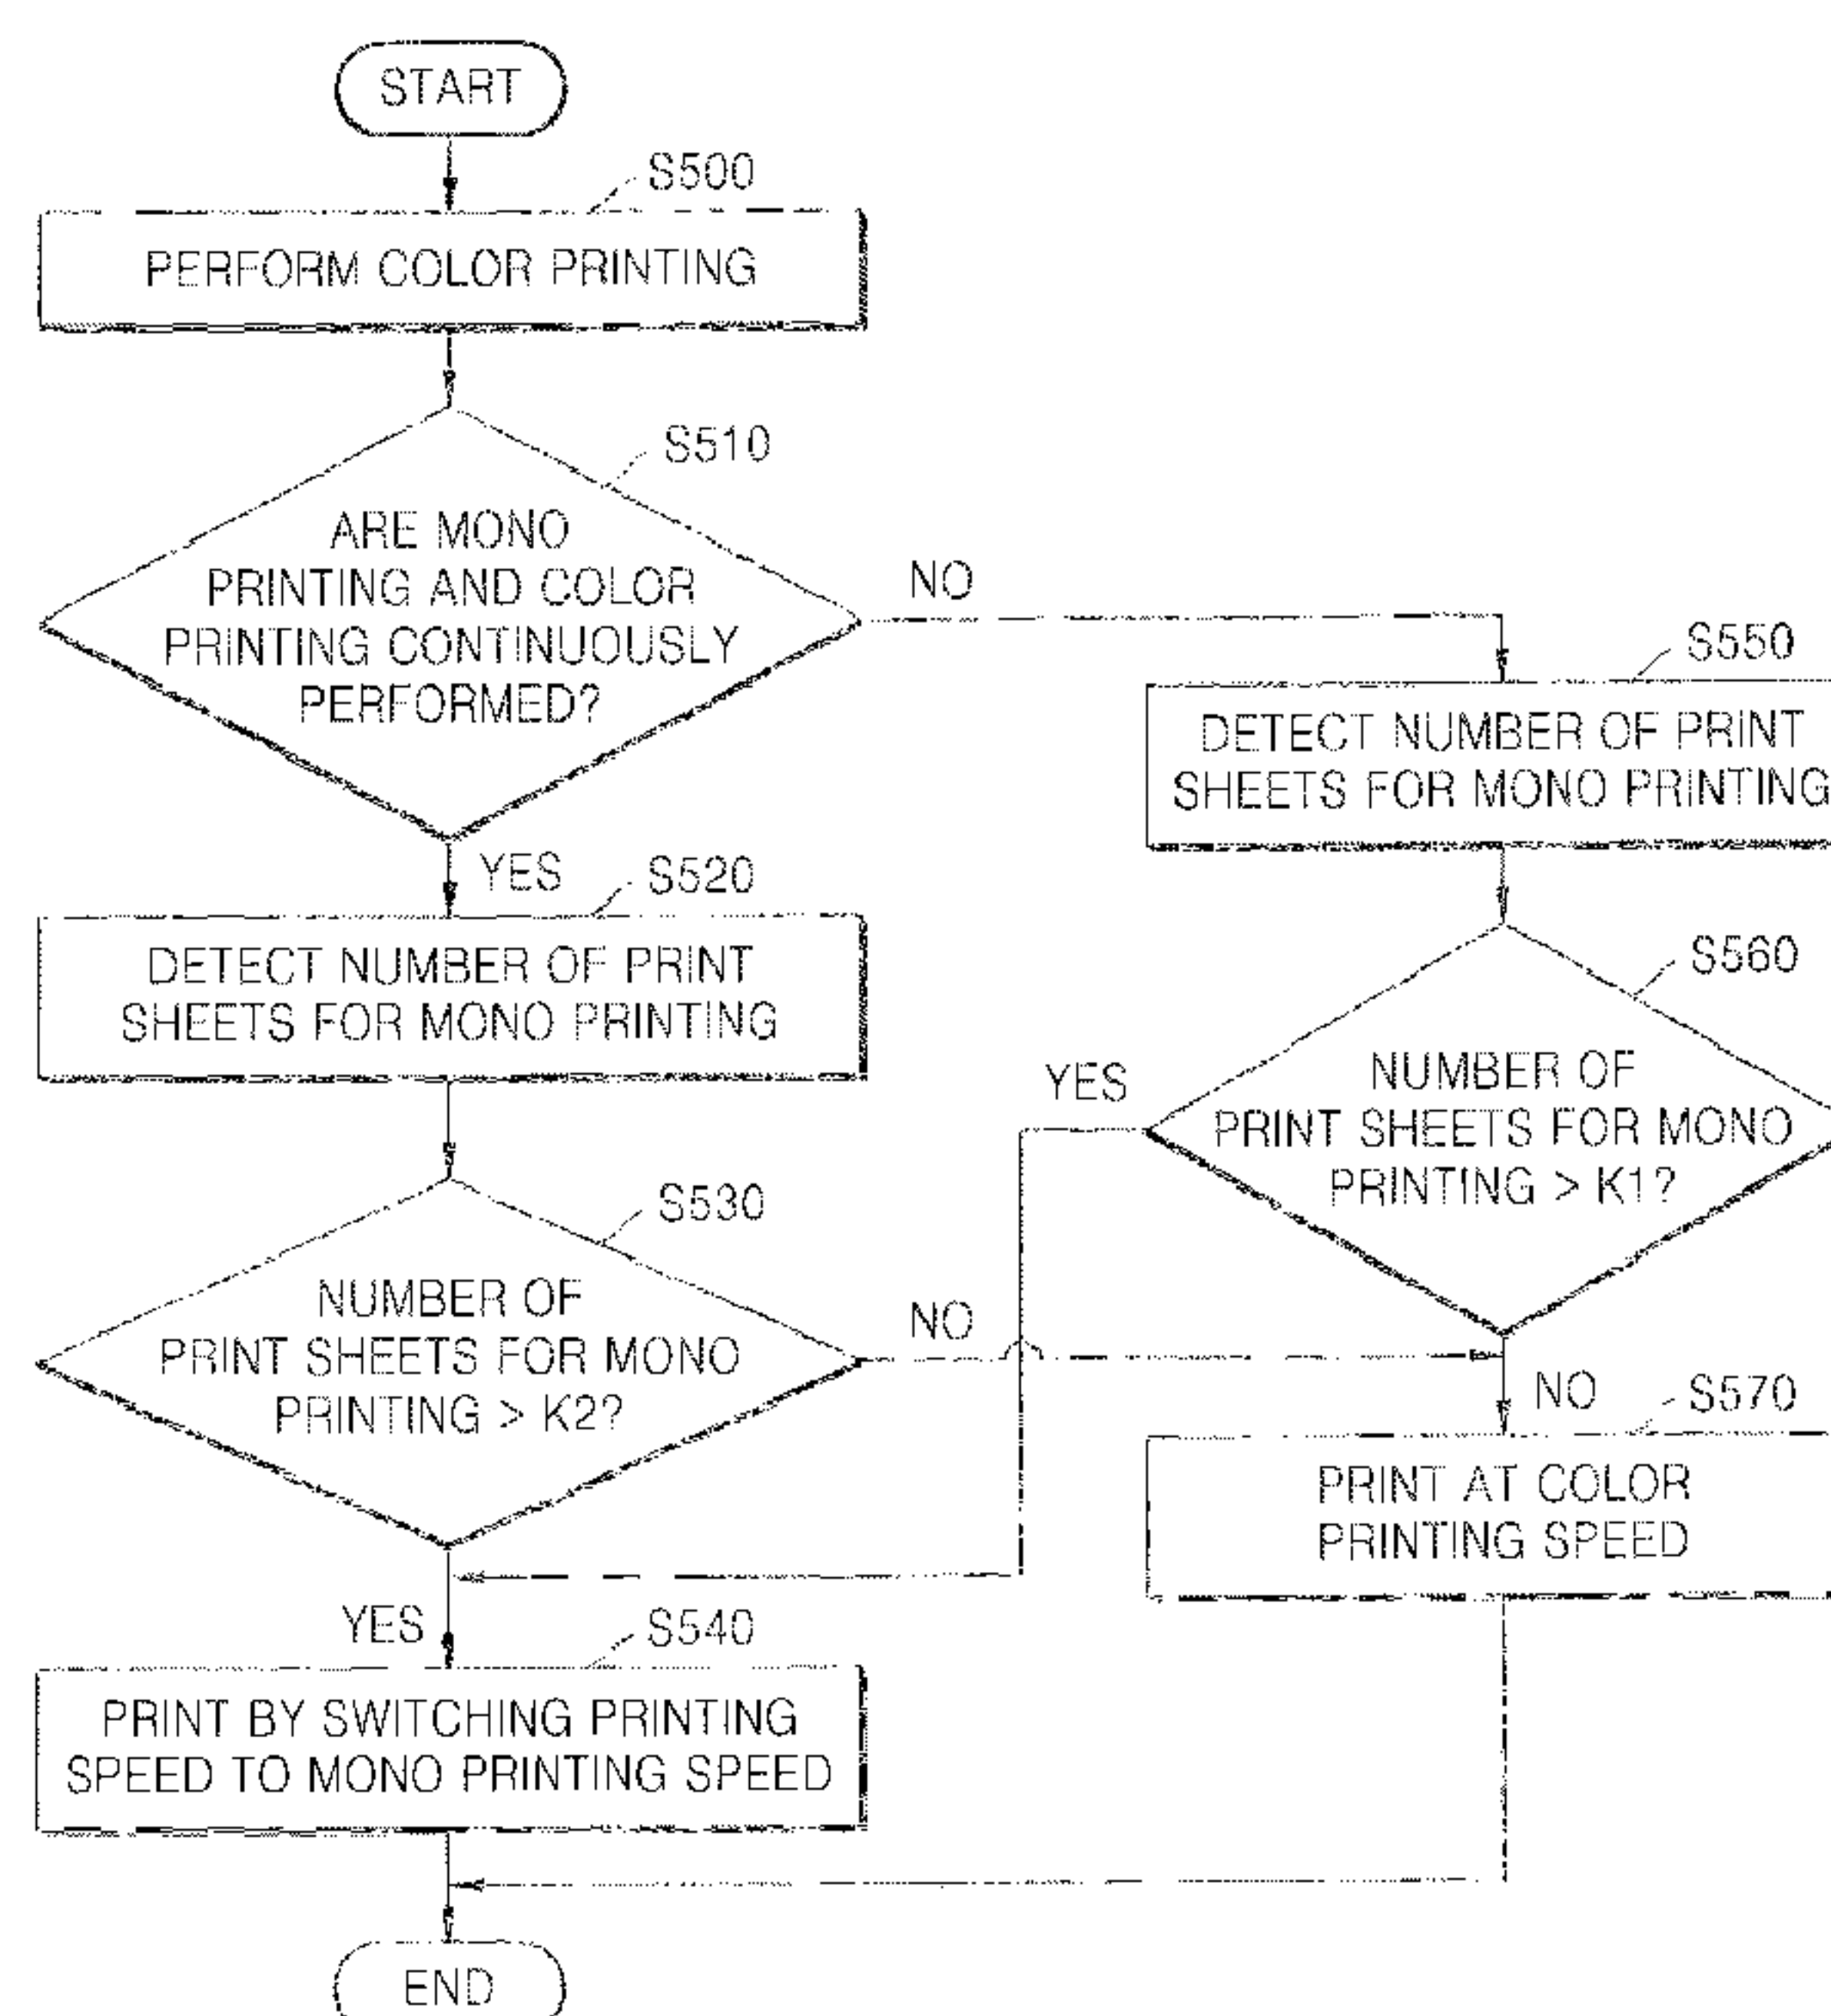 START
S500
PERFORM COLOR PRINTING
S510
ARE MONO
PRINTING AND COLOR
PRINTING CONTINUOUSLY
PERFORMED?
NO
YES
S520
DETECT NUMBER OF PRINT
SHEETS FOR MONO PRINTING
S530
NUMBER OF
PRINT SHEETS FOR MONO
PRINTING > K2?
NO
YES
S540
PRINT BY SWITCHING PRINTING
SPEED TO MONO PRINTING SPEED
S550
DETECT NUMBER OF PRINT
SHEETS FOR MONO PRINTING
S560
NUMBER OF
PRINT SHEETS FOR MONO
PRINTING > K1?
YES
NO
S570
PRINT AT COLOR
PRINTING SPEED
END